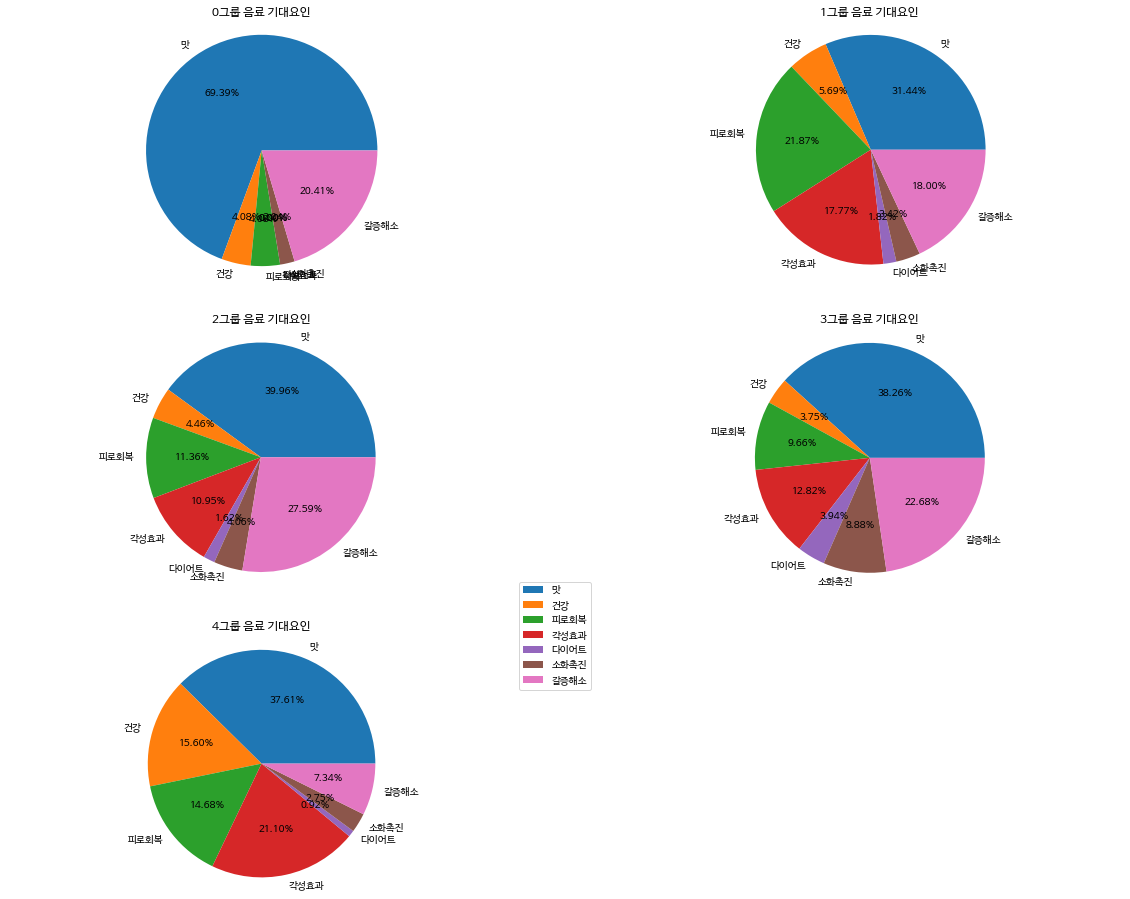 0그룹 음료 기대요인
맛
69.39%
4.08%
20.41%
건강
피로회복
갈증해소
1그룹 음료 기대요인
맛
31.44%
건강
5.69%
피로회복
21.87%
각성효과
17.77%
다이어트
1.82%
소화촉진
3.42%
갈증해소
18.00%
2그룹 음료 기대요인
맛
39.96%
건강
4.46%
피로회복
11.36%
각성효과
10.95%
다이어트
1.62%
소화촉진
4.06%
갈증해소
27.59%
3그룹 음료 기대요인
맛
38.26%
건강
3.75%
피로회복
9.66%
각성효과
12.82%
다이어트
3.94%
소화촉진
8.88%
갈증해소
22.68%
맛
건강
피로회복
각성효과
다이어트
소화촉진
갈증해소
4그룹 음료 기대요인
맛
37.61%
건강
15.60%
피로회복
14.68%
각성효과
21.10%
다이어트
0.92%
소화촉진
2.75%
갈증해소
7.34%